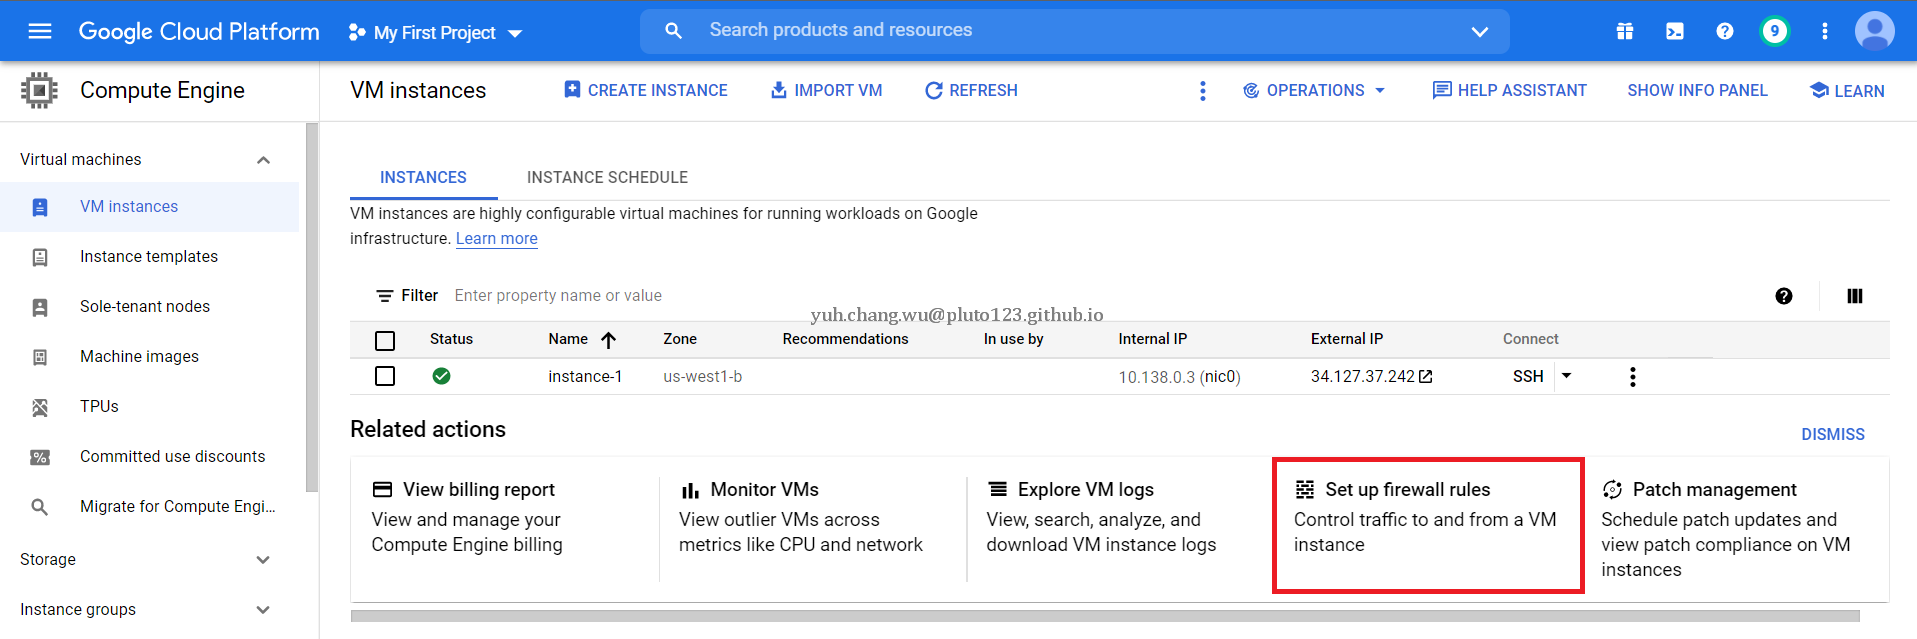 Google Cloud Platform
My First Project
Search products and resources
9
Compute Engine
VM instances
CREATE INSTANCE
IMPORT VM
REFRESH
OPERATIONS
HELP ASSISTANT
SHOW INFO PANEL
LEARN
Virtual machines
VM instances
Instance templates
Sole-tenant nodes
Machine images
TPUs
Committed use discounts
Migrate for Compute Engi...
Storage
Instance groups
INSTANCES
INSTANCE SCHEDULE
VM instances are highly configurable virtual machines for running workloads on Google
infrastructure. Learn more
Filter Enter property name or value
yuh.chang.wu@pluto123.github.io
Status Name Zone Recommendations In use by Internal IP External IP Connect
instance-1 us-west1-b 10.138.0.3 (nic0) 34.127.37.242 SSH
Related actions
DISMISS
View billing report
View and manage your
Compute Engine billing
Monitor VMs
View outlier VMs across
metrics like CPU and network
Explore VM logs
View, search, analyze, and
download VM instance logs
Set up firewall rules
Control traffic to and from a VM
instance
Patch management
Schedule patch updates and
view patch compliance on VM
instances